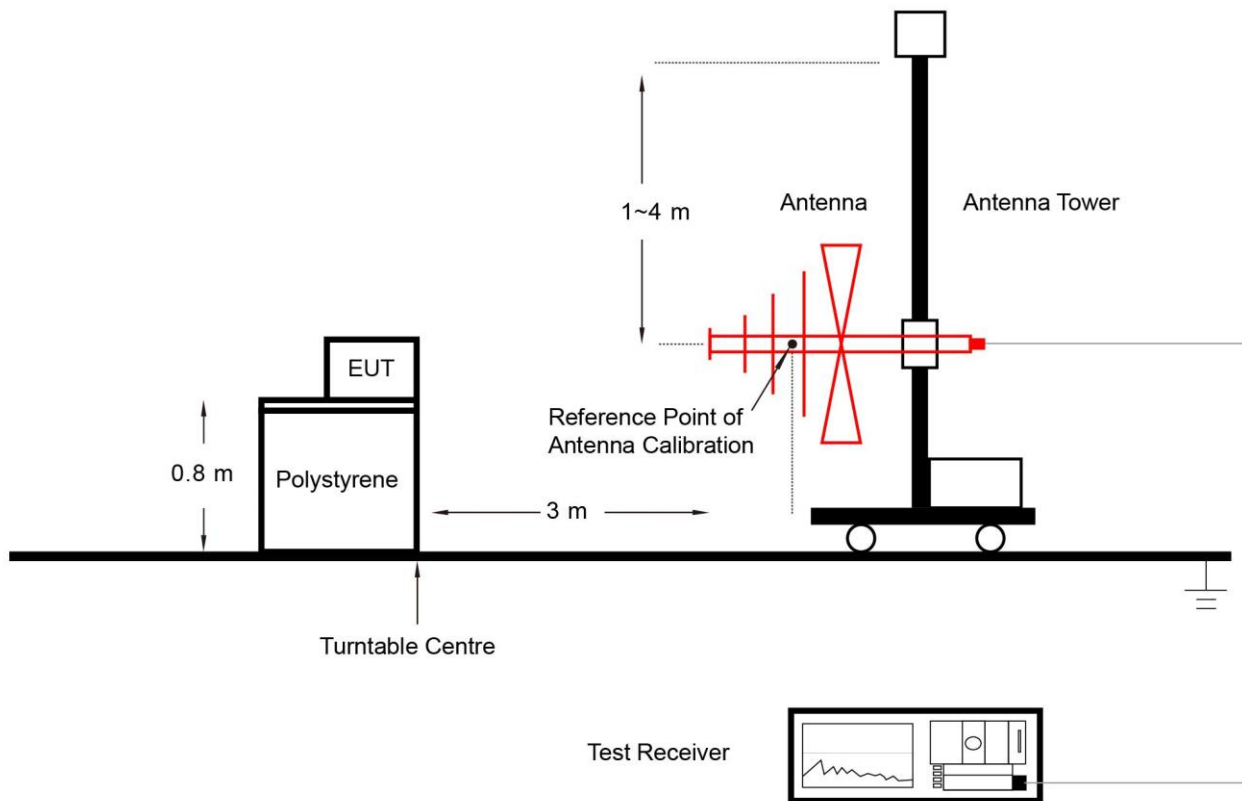 1~4 m
Antenna
Antenna Tower
EUT
Reference Point of
Antenna Calibration
0.8 m
Polystyrene
3 m
Turntable Centre
Test Receiver